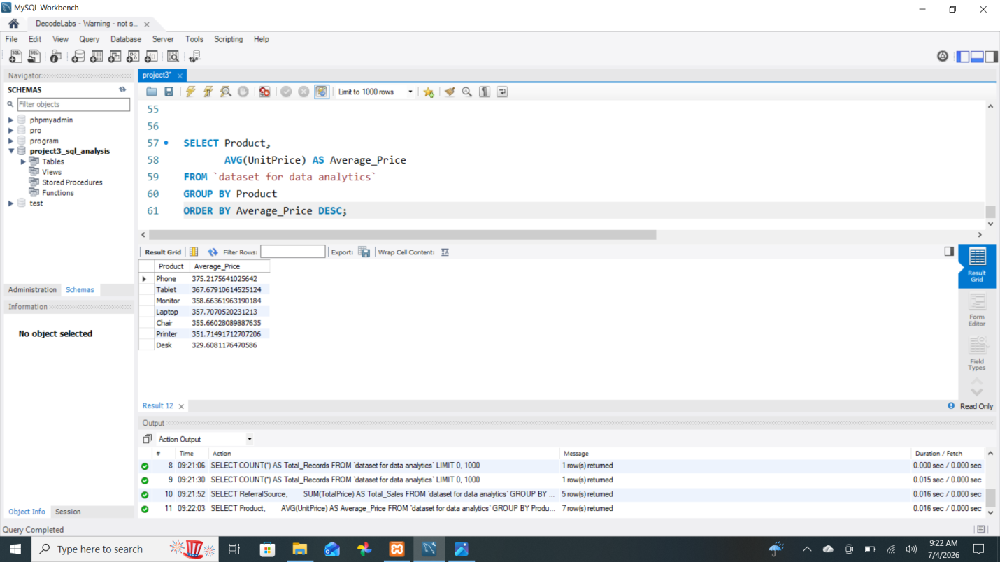 MySQL Workbench
DecodeLabs - Warning - not s...
File Edit View Query Database Server Tools Scripting Help
Navigator
SCHEMAS
Filter objects
phpmyadmin
pro
program
project3_sql_analysis
Tables
Views
Stored Procedures
Functions
test
Administration Schemas
Information
No object selected
Object Info Session
project3*
Limit to 1000 rows
55
56
57 SELECT Product,
58 AVG(UnitPrice) AS Average_Price
59 FROM `dataset for data analytics`
60 GROUP BY Product
61 ORDER BY Average_Price DESC;
Result Grid Filter Rows: Export: Wrap Cell Content:
Product Average_Price
Phone 375.2175641025642
Tablet 367.67910614525124
Monitor 358.66361963190184
Laptop 357.7070520231213
Chair 355.66028089887635
Printer 351.71491712707206
Desk 329.6081176470586
Result Grid
Form Editor
Field Types
Result 12
Read Only
Output
Action Output
# Time Action Message Duration / Fetch
8 09:21:06 SELECT COUNT(*) AS Total_Records FROM `dataset for data analytics` LIMIT 0, 1000 1 row(s) returned 0.000 sec / 0.000 sec
9 09:21:30 SELECT COUNT(*) AS Total_Records FROM `dataset for data analytics` LIMIT 0, 1000 1 row(s) returned 0.015 sec / 0.000 sec
10 09:21:52 SELECT ReferralSource, SUM(TotalPrice) AS Total_Sales FROM `dataset for data analytics` GROUP BY ... 5 row(s) returned 0.016 sec / 0.000 sec
11 09:22:03 SELECT Product, AVG(UnitPrice) AS Average_Price FROM `dataset for data analytics` GROUP BY Produ... 7 row(s) returned 0.016 sec / 0.000 sec
Query Completed
Type here to search
9:22 AM
7/4/2026